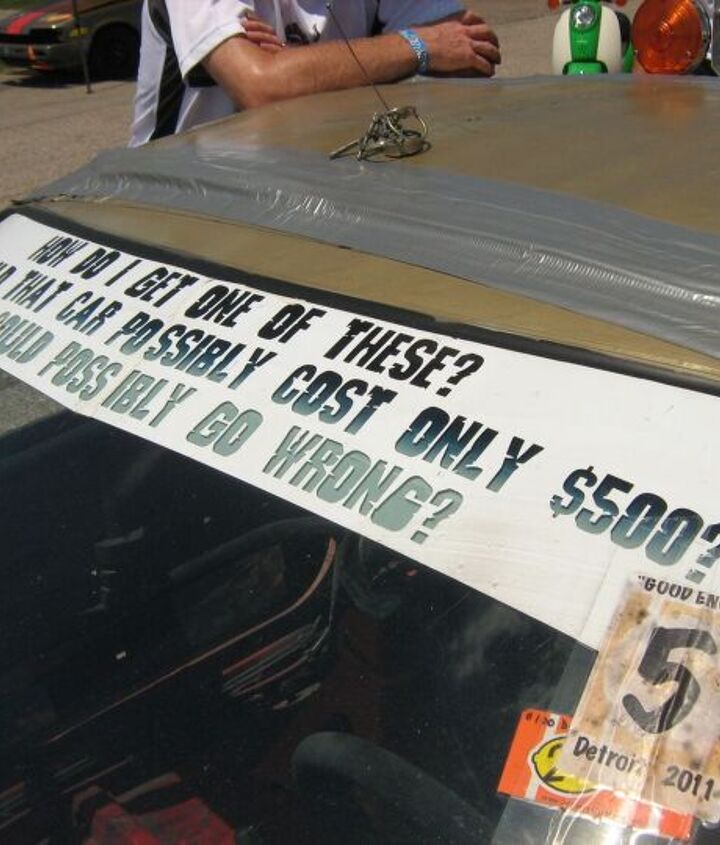 HOW DO I GET ONE OF THESE?
THAT CAR POSSIBLY COST ONLY $500?
POSSIBLY GO WRONG?
"GOOD EN
5
Detroit 2011